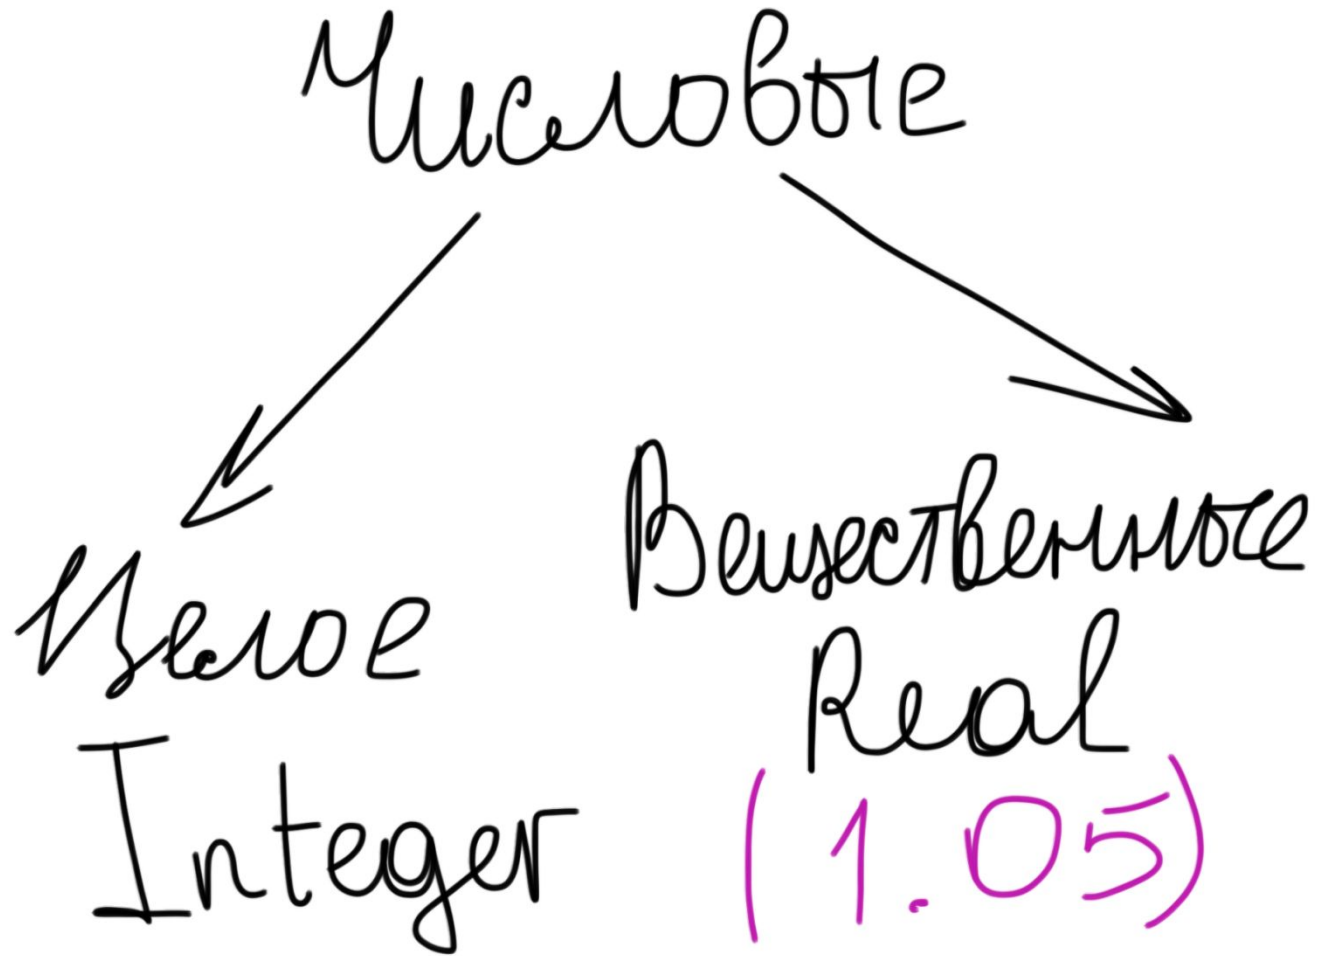 Числовые
Целое
Integer
Вещественные
Real
(1.05)